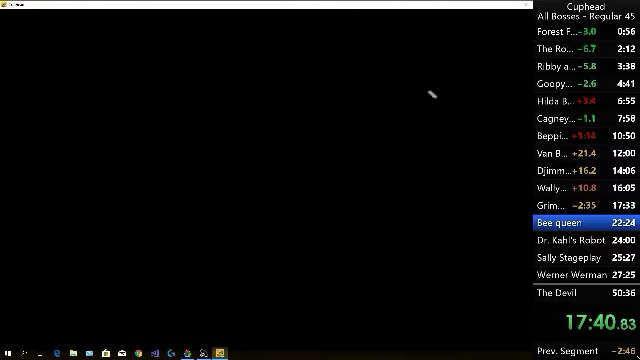 Cuphead
Cuphead
All Bosses - Regular 45
Forest F... -3.0 0:56
The Ro... -6.7 2:12
Ribby a... -5.8 3:38
Goopy... -2.6 4:41
Hilda B... +3.4 6:55
Cagney... -1.1 7:58
Beppi... +1:14 10:50
Van B... +21.4 12:00
Djimm... +16.2 14:06
Wally... +10.8 16:05
Grim... -2:35 17:33
Bee queen 22:24
Dr. Kahl's Robot 24:00
Sally Stageplay 25:27
Werner Werman 27:25
The Devil 50:36
17:40.83
Prev. Segment -2:46